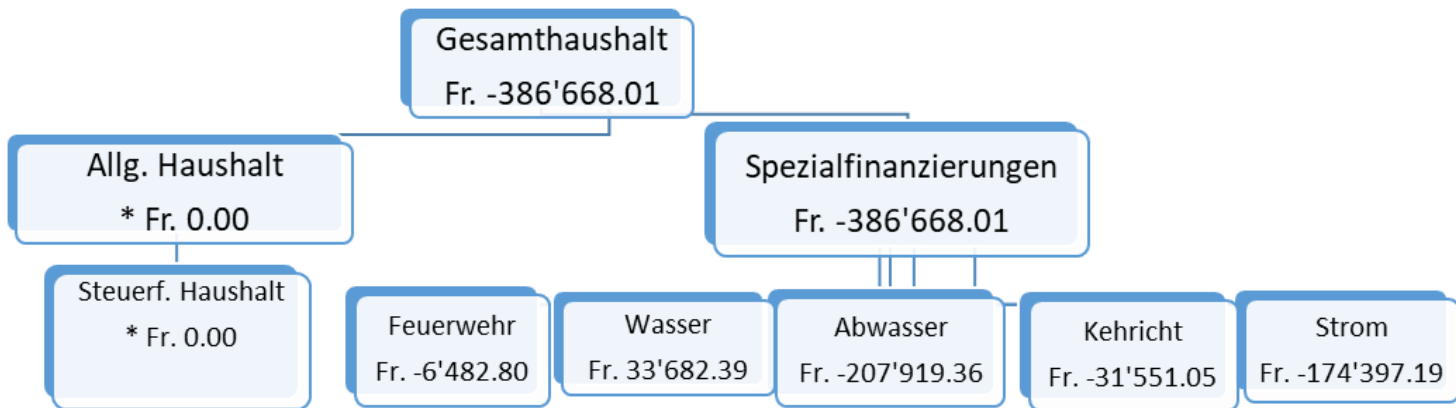 Gesamthaushalt
Fr. -386'668.01
Allg. Haushalt
* Fr. 0.00
Spezialfinanzierungen
Fr. -386'668.01
Steuerf. Haushalt
* Fr. 0.00
Feuerwehr
Fr. -6'482.80
Wasser
Fr. 33'682.39
Abwasser
Fr. -207'919.36
Kehricht
Fr. -31'551.05
Strom
Fr. -174'397.19